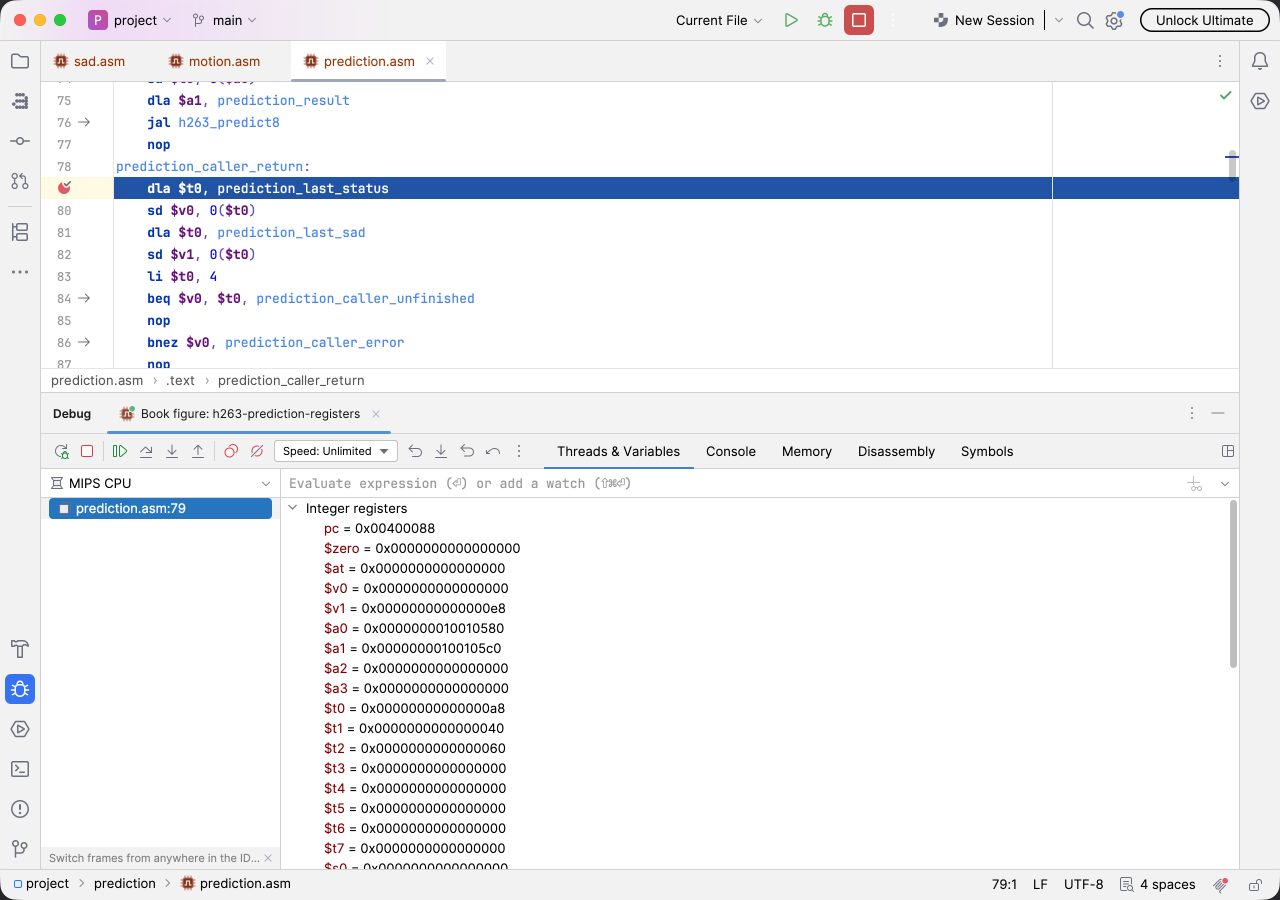 P project main Current File New Session Unlock Ultimate
sad.asm motion.asm prediction.asm
75 dla $a1, prediction_result
76 jal h263_predict8
77 nop
78 prediction_caller_return:
dla $t0, prediction_last_status
80 sd $v0, 0($t0)
81 dla $t0, prediction_last_sad
82 sd $v1, 0($t0)
83 li $t0, 4
84 beq $v0, $t0, prediction_caller_unfinished
85 nop
86 bnez $v0, prediction_caller_error
87 nop
prediction.asm › .text › prediction_caller_return
Debug Book figure: h263-prediction-registers
Speed: Unlimited Threads & Variables Console Memory Disassembly Symbols
MIPS CPU Evaluate expression (⏎) or add a watch (⇧⌘⏎)
prediction.asm:79
Integer registers
pc = 0x00400088
$zero = 0x0000000000000000
$at = 0x0000000000000000
$v0 = 0x0000000000000000
$v1 = 0x00000000000000e8
$a0 = 0x0000000010010580
$a1 = 0x00000000100105c0
$a2 = 0x0000000000000000
$a3 = 0x0000000000000000
$t0 = 0x00000000000000a8
$t1 = 0x0000000000000040
$t2 = 0x0000000000000060
$t3 = 0x0000000000000000
$t4 = 0x0000000000000000
$t5 = 0x0000000000000000
$t6 = 0x0000000000000000
$t7 = 0x0000000000000000
$s0 = 0x0000000000000000
Switch frames from anywhere in the ID...
project › prediction › prediction.asm 79:1 LF UTF-8 4 spaces